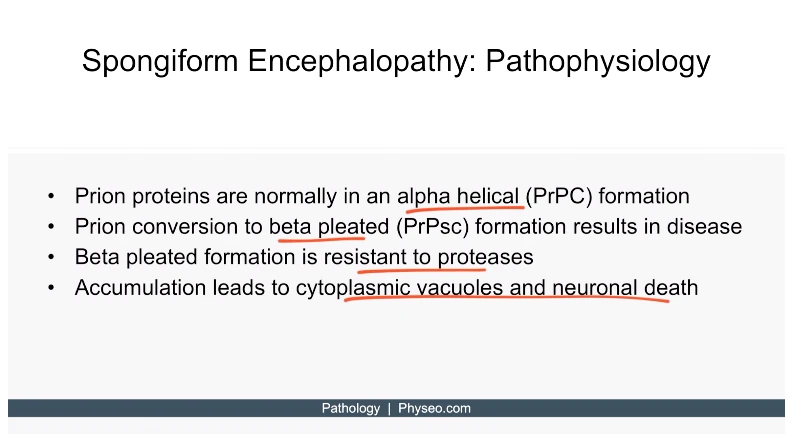 Spongiform Encephalopathy: Pathophysiology
• Prion proteins are normally in an alpha helical (PrPC) formation
• Prion conversion to beta pleated (PrPsc) formation results in disease
• Beta pleated formation is resistant to proteases
• Accumulation leads to cytoplasmic vacuoles and neuronal death
Pathology | Physeo.com